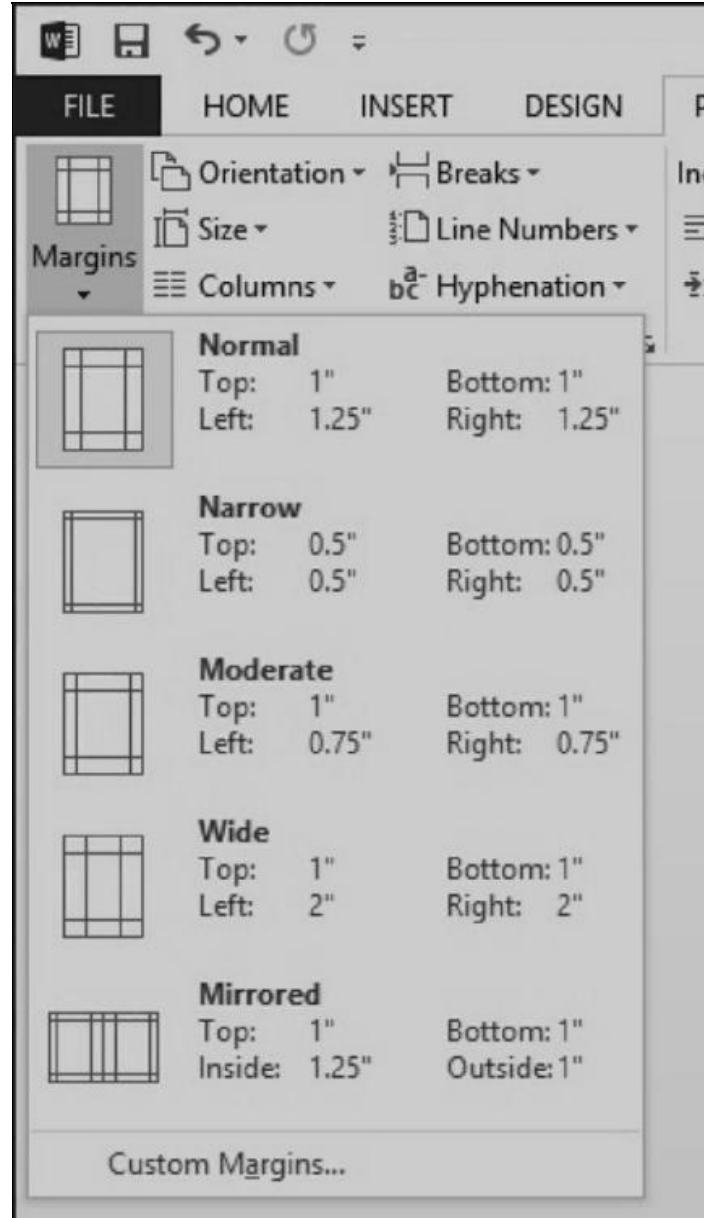 FILE HOME INSERT DESIGN P
Margins
Orientation Breaks
Size Line Numbers
Columns a- bc Hyphenation
Normal
Top: 1" Bottom: 1"
Left: 1.25" Right: 1.25"
Narrow
Top: 0.5" Bottom: 0.5"
Left: 0.5" Right: 0.5"
Moderate
Top: 1" Bottom: 1"
Left: 0.75" Right: 0.75"
Wide
Top: 1" Bottom: 1"
Left: 2" Right: 2"
Mirrored
Top: 1" Bottom: 1"
Inside: 1.25" Outside: 1"
Custom Margins...